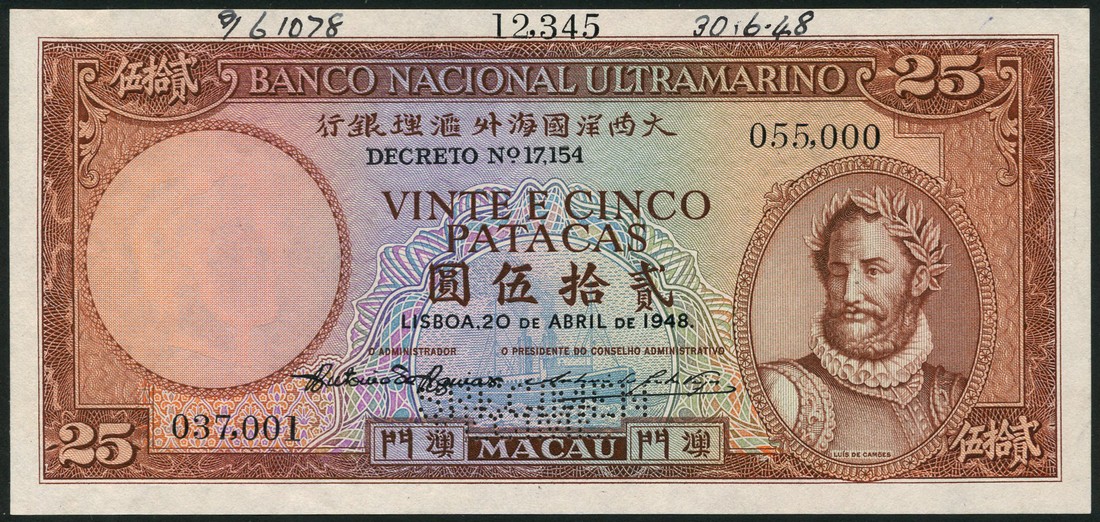 9/61078 12,345 30.6.48
貳拾伍 BANCO NACIONAL ULTRAMARINO 25
大西洋國海外滙理銀行
055,000
DECRETO Nº 17,154
VINTE E CINCO
PATACAS
貳拾伍圓
LISBOA, 20 DE ABRIL DE 1948.
O ADMINISTRADOR O PRESIDENTE DO CONSELHO ADMINISTRATIVO
037,001
25 澳門 MACAU 澳門 貳拾伍
LUÍS DE CAMÕES